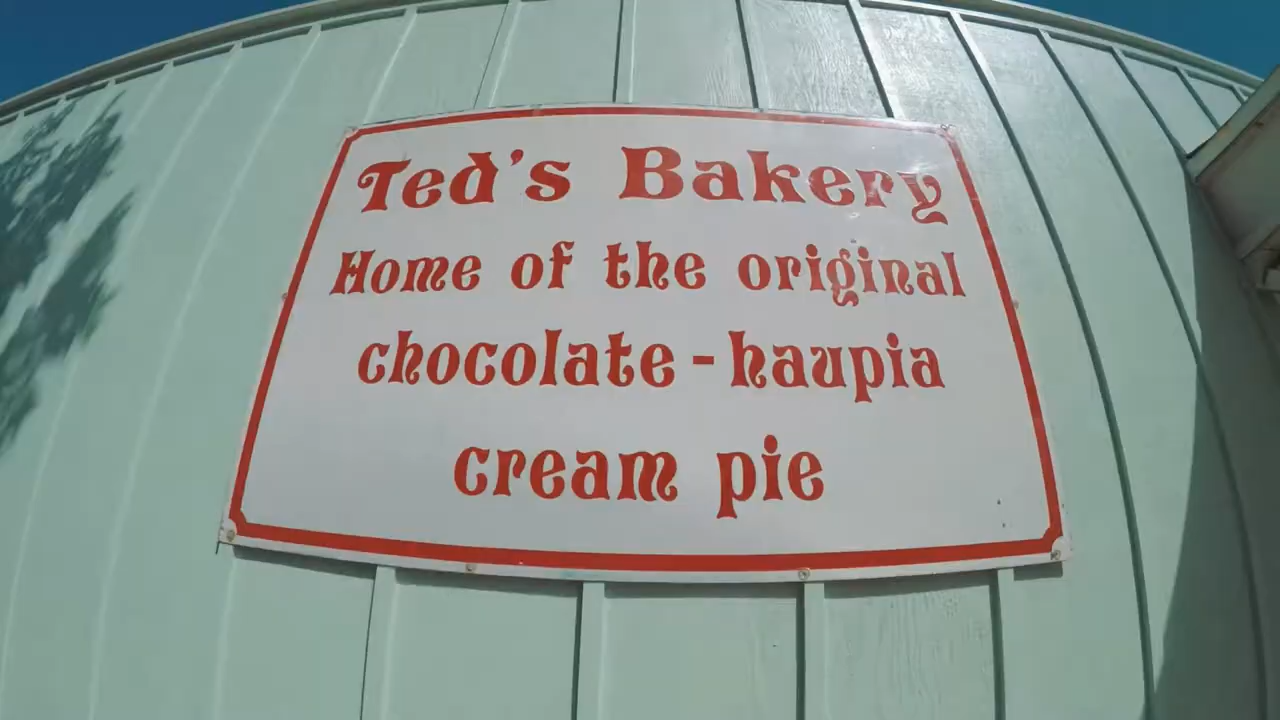 Ted's Bakery
Home of the original
chocolate - haupia
cream pie